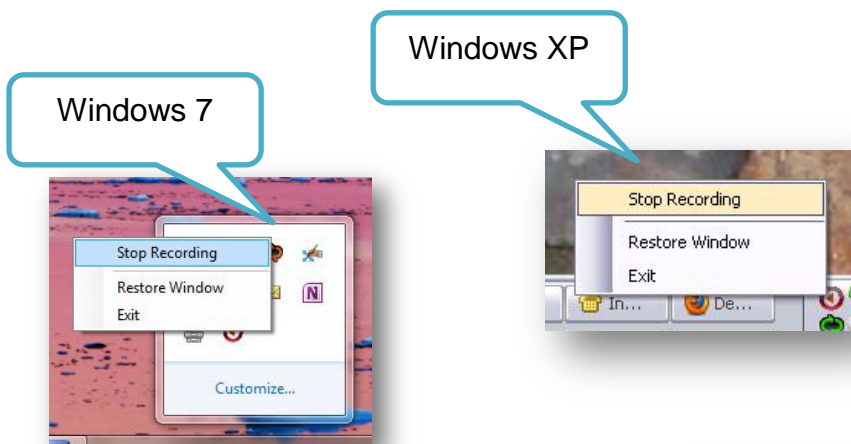 Windows XP
Windows 7
Stop Recording
Restore Window
Exit
N
Customize...
Stop Recording
Restore Window
Exit
In...
De...